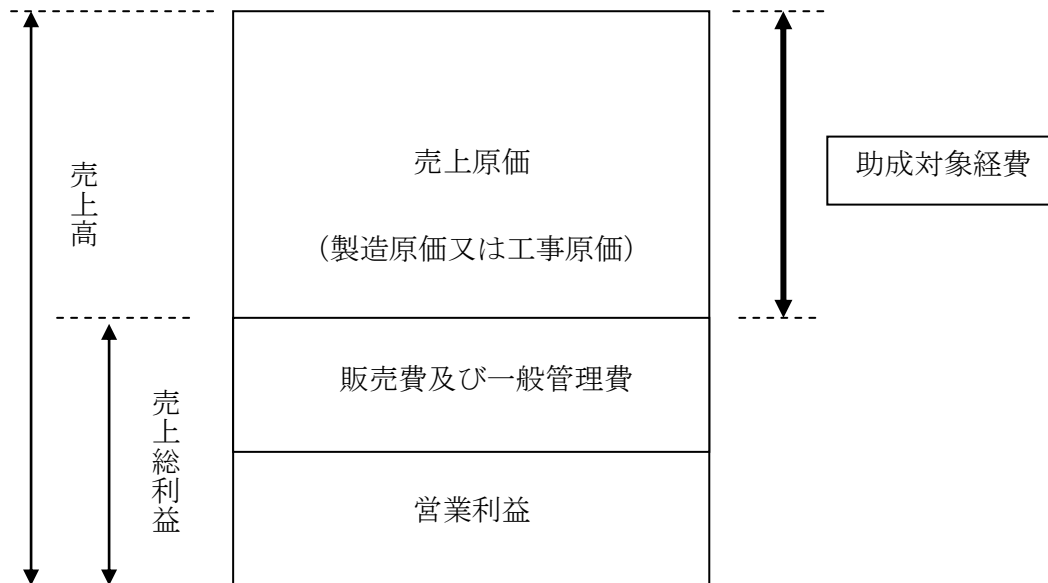 売上高
売上総利益
売上原価
（製造原価又は工事原価）
販売費及び一般管理費
営業利益
助成対象経費